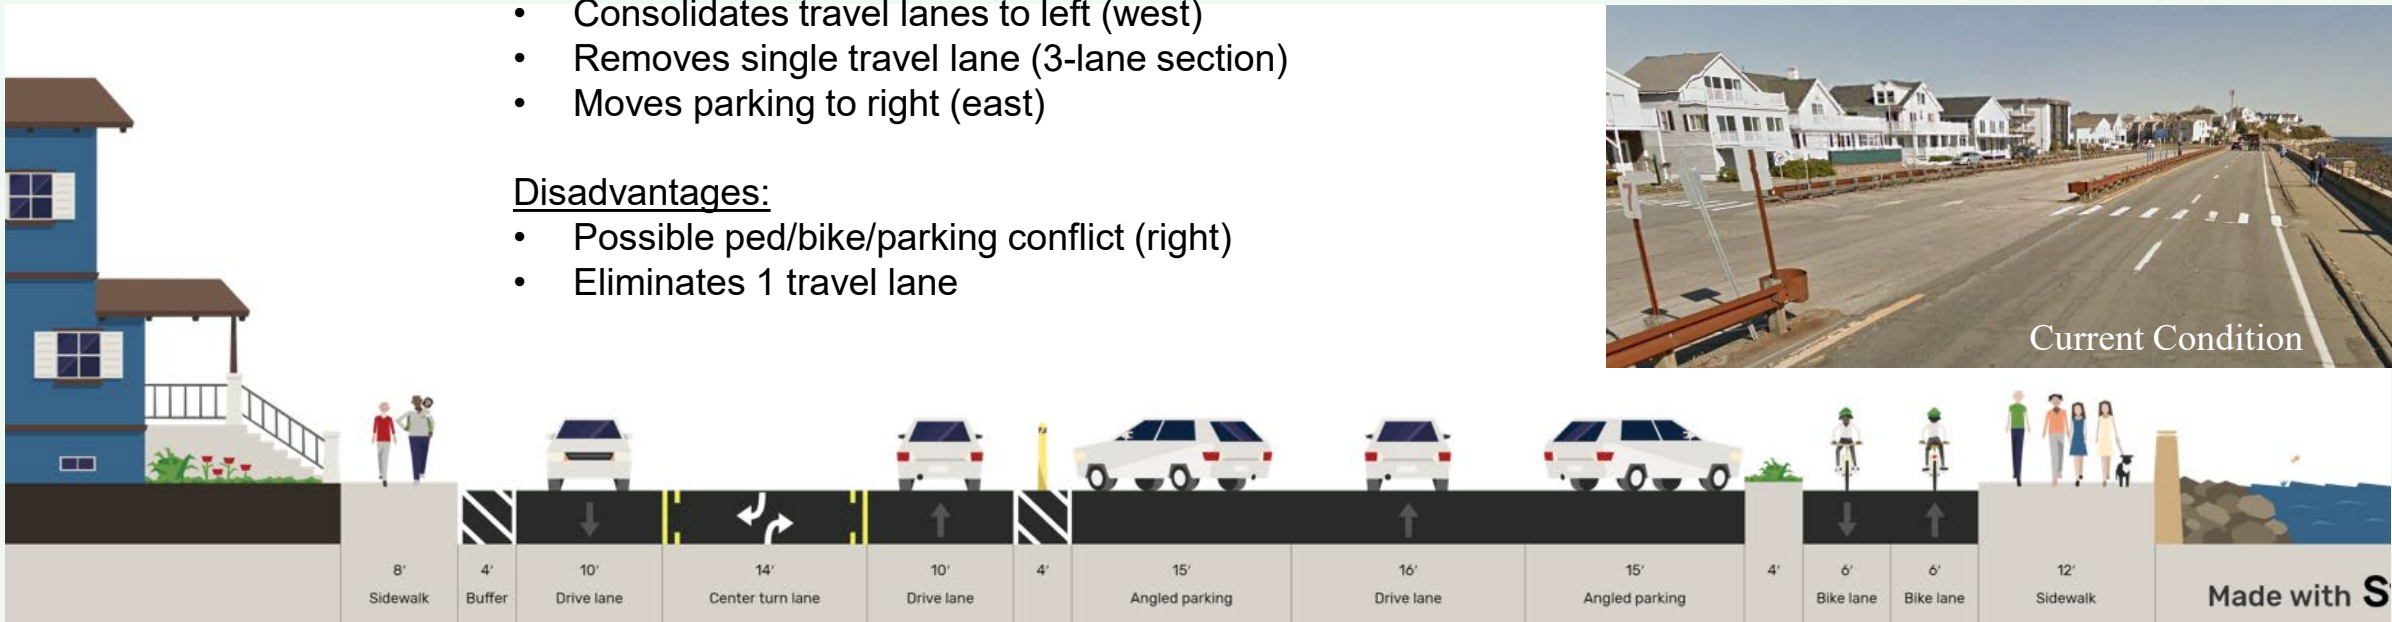 • Consolidates travel lanes to left (west)
• Removes single travel lane (3-lane section)
• Moves parking to right (east)
Disadvantages:
• Possible ped/bike/parking conflict (right)
• Eliminates 1 travel lane
7
Current Condition
8' 4' 10' 14' 10' 4' 15' 16' 15' 4' 6' 6' 12'
Sidewalk Buffer Drive lane Center turn lane Drive lane Angled parking Drive lane Angled parking Bike lane Bike lane Sidewalk
Made with S